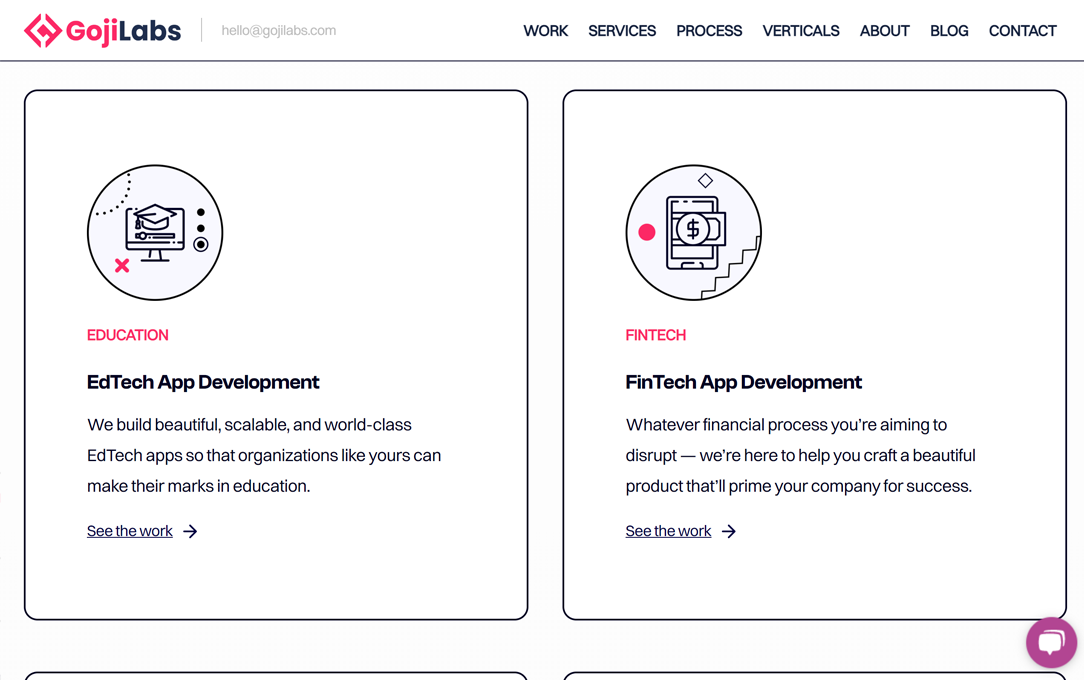 GojiLabs
hello@gojilabs.com
WORK SERVICES PROCESS VERTICALS ABOUT BLOG CONTACT
EDUCATION
EdTech App Development
We build beautiful, scalable, and world-class
EdTech apps so that organizations like yours can
make their marks in education.
See the work
$
FINTECH
FinTech App Development
Whatever financial process you’re aiming to
disrupt — we’re here to help you craft a beautiful
product that’ll prime your company for success.
See the work